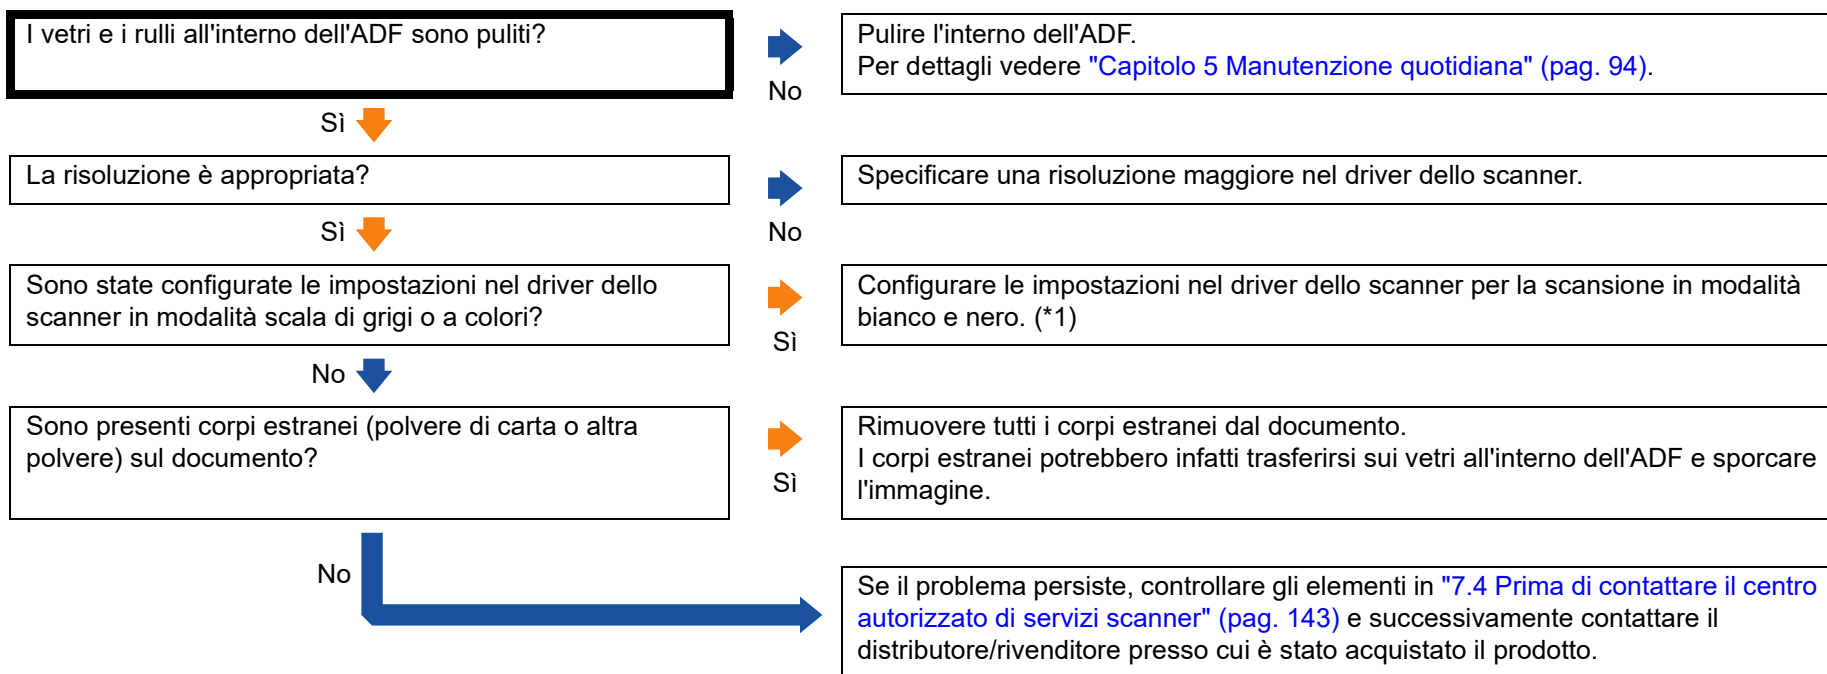 I vetri e i rulli all'interno dell'ADF sono puliti?
No
Pulire l'interno dell'ADF.
Per dettagli vedere "Capitolo 5 Manutenzione quotidiana" (pag. 94).
Sì
La risoluzione è appropriata?
No
Specificare una risoluzione maggiore nel driver dello scanner.
Sì
Sono state configurate le impostazioni nel driver dello
scanner in modalità scala di grigi o a colori?
Sì
Configurare le impostazioni nel driver dello scanner per la scansione in modalità
bianco e nero. (*1)
No
Sono presenti corpi estranei (polvere di carta o altra
polvere) sul documento?
Sì
Rimuovere tutti i corpi estranei dal documento.
I corpi estranei potrebbero infatti trasferirsi sui vetri all'interno dell'ADF e sporcare
l'immagine.
No
Se il problema persiste, controllare gli elementi in "7.4 Prima di contattare il centro
autorizzato di servizi scanner" (pag. 143) e successivamente contattare il
distributore/rivenditore presso cui è stato acquistato il prodotto.